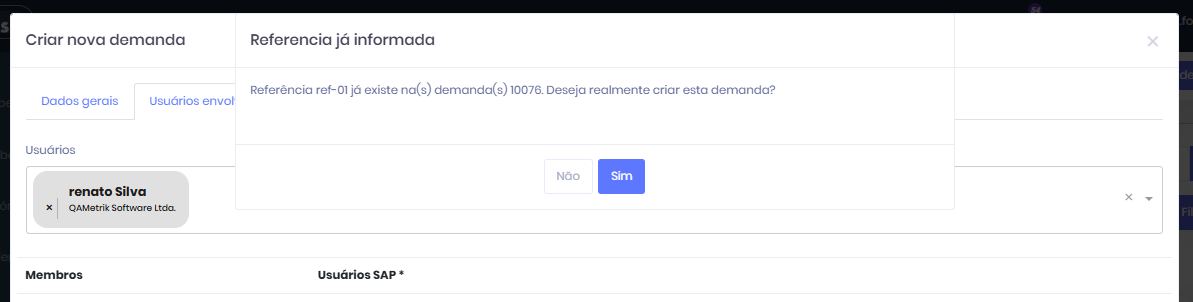 Criar nova demanda
Referencia já informada
×
Referência ref-01 já existe na(s) demanda(s) 10076. Deseja realmente criar esta demanda?
Não
Sim
Dados gerais
Usuários envol
Usuários
renato Silva
× QAMetrik Software Ltda.
×
Membros
Usuários SAP *
Fil